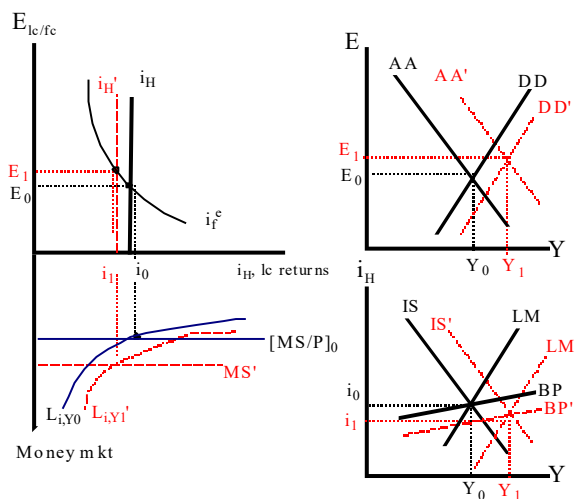 E lc/fc
i H'
i H
E 1
E 0
i f e
i 1
i 0
i H, lc returns
[MS/P] 0
MS'
L i,Y0
L i,Y1'
Money mkt
E
AA
AA'
DD
DD'
E 1
E 0
Y
Y 0
Y 1
i H
IS
IS'
LM
LM
i 0
BP
BP'
i 1
Y
Y 0
Y 1